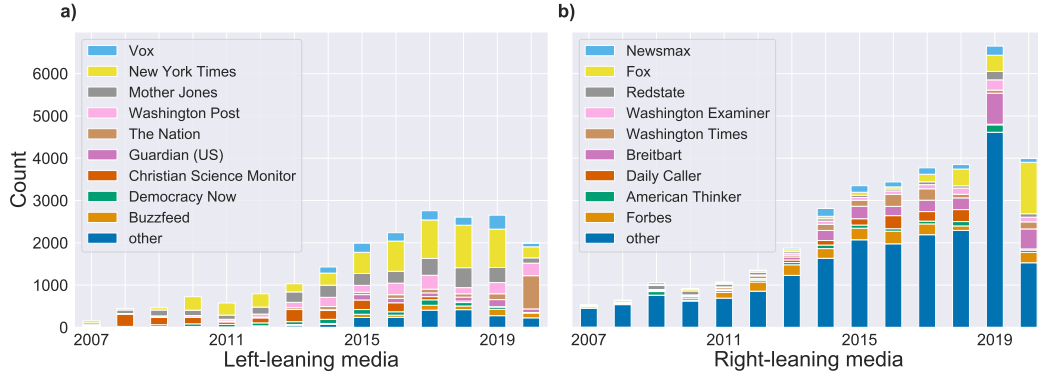 a)
Count
6000
5000
4000
3000
2000
1000
0
Vox
New York Times
Mother Jones
Washington Post
The Nation
Guardian (US)
Christian Science Monitor
Democracy Now
Buzzfeed
other
2007
2011
2015
2019
Left-leaning media
b)
Newsmax
Fox
Redstate
Washington Examiner
Washington Times
Breitbart
Daily Caller
American Thinker
Forbes
other
2007
2011
2015
2019
Right-leaning media